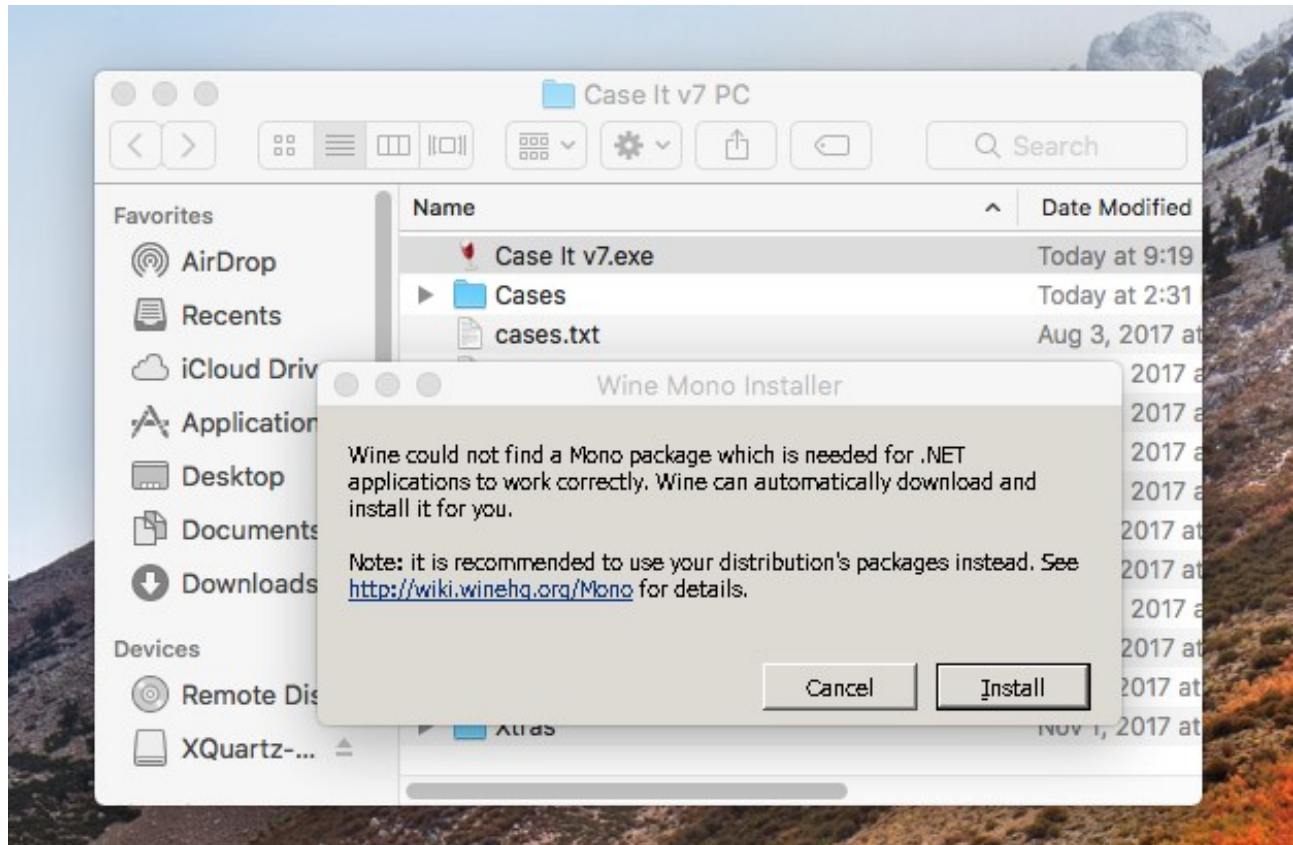 Case It v7 PC
Search
Favorites
AirDrop
Recents
iCloud Driv
Application
Desktop
Documents
Downloads
Devices
Remote Dis
XQuartz-...
Name
Date Modified
Case It v7.exe
Today at 9:19
Cases
Today at 2:31
cases.txt
Aug 3, 2017 at
2017 a
2017 a
2017 a
2017 a
2017 at
2017 at
2017 a
2017 at
2017 at
Xtras
Nov 1, 2017 at
Wine Mono Installer
Wine could not find a Mono package which is needed for .NET
applications to work correctly. Wine can automatically download and
install it for you.
Note: it is recommended to use your distribution's packages instead. See
http://wiki.winehq.org/Mono for details.
Cancel
Install